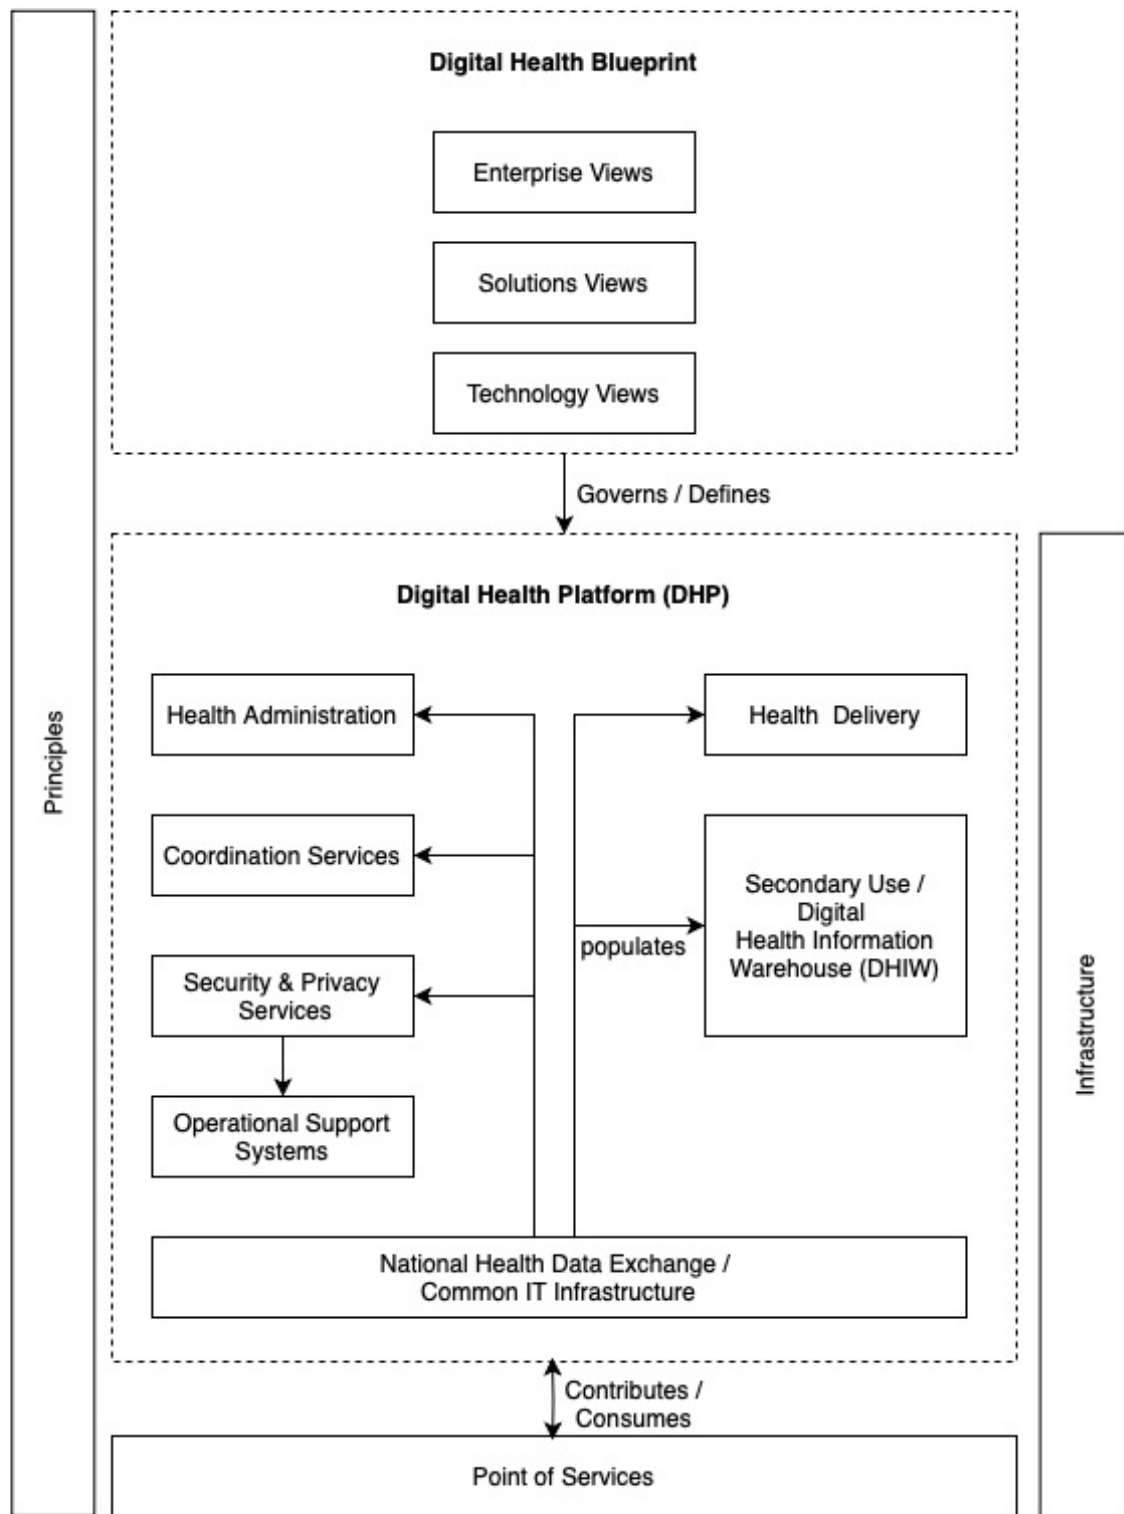 Digital Health Blueprint
Enterprise Views
Solutions Views
Technology Views
Governs / Defines
Principles
Digital Health Platform (DHP)
Health Administration
Health Delivery
Coordination Services
Secondary Use /
Digital
Health Information
Warehouse (DHIW)
populates
Security & Privacy
Services
Operational Support
Systems
National Health Data Exchange /
Common IT Infrastructure
Infrastructure
Contributes /
Consumes
Point of Services